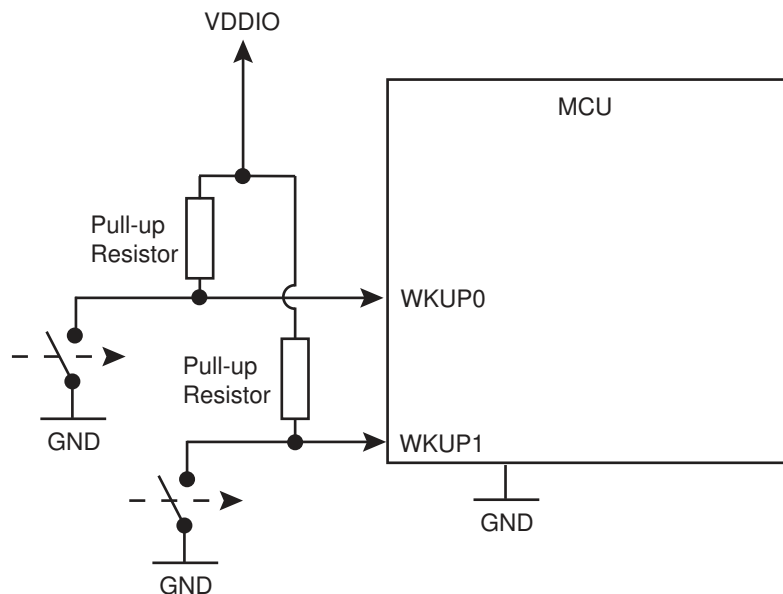 VDDIO
MCU
Pull-up
Resistor
WKUP0
Pull-up
Resistor
GND
WKUP1
GND
GND